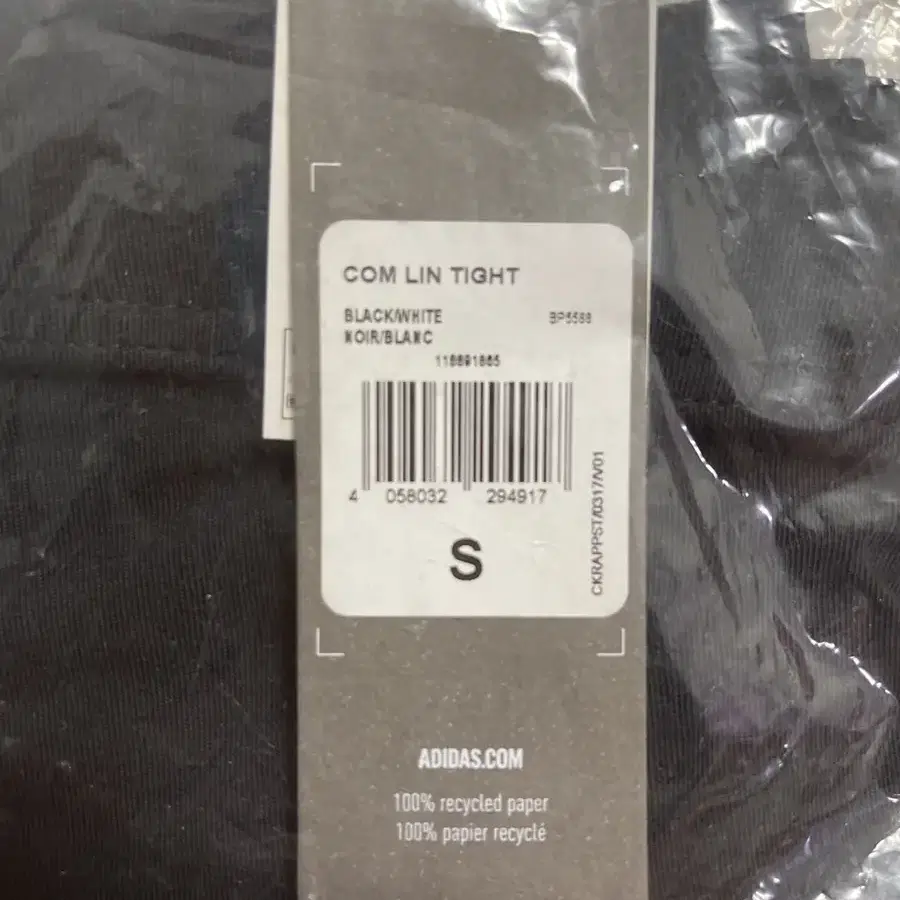 COM LIN TIGHT
BLACK/WHITE BP5588
NOIR/BLANC
4 058032 294917
S
CKRAPPST/0317/V01
ADIDAS.COM
100% recycled paper
100% papier recyclé